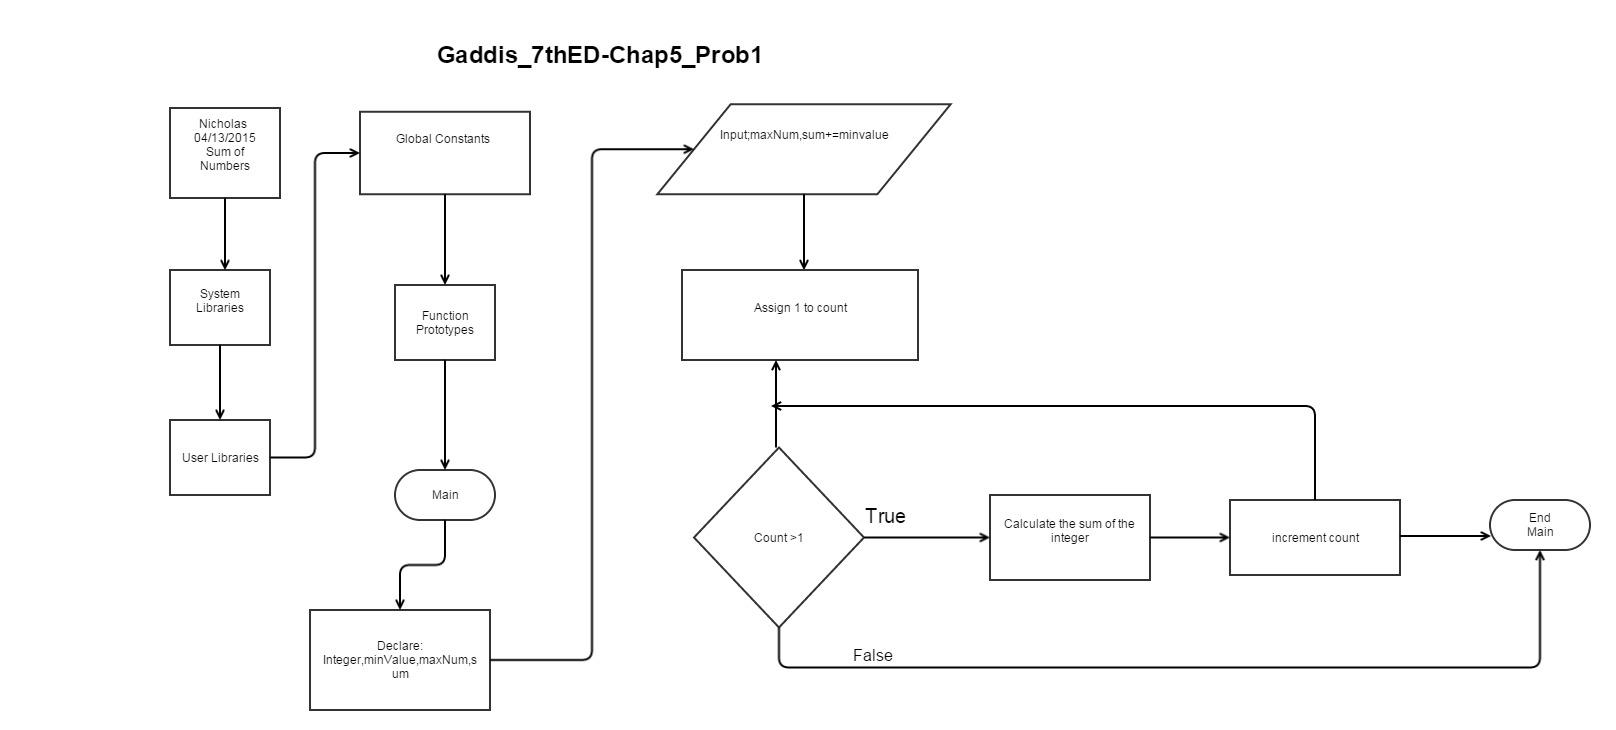 Gaddis_7thED-Chap5_Prob1
Nicholas
04/13/2015
Sum of
Numbers
System
Libraries
User Libraries
Global Constants
Function
Prototypes
Main
Declare:
Integer,minValue,maxNum,s
um
Input;maxNum,sum+=minvalue
Assign 1 to count
Count >1
True
Calculate the sum of the
integer
increment count
End
Main
False